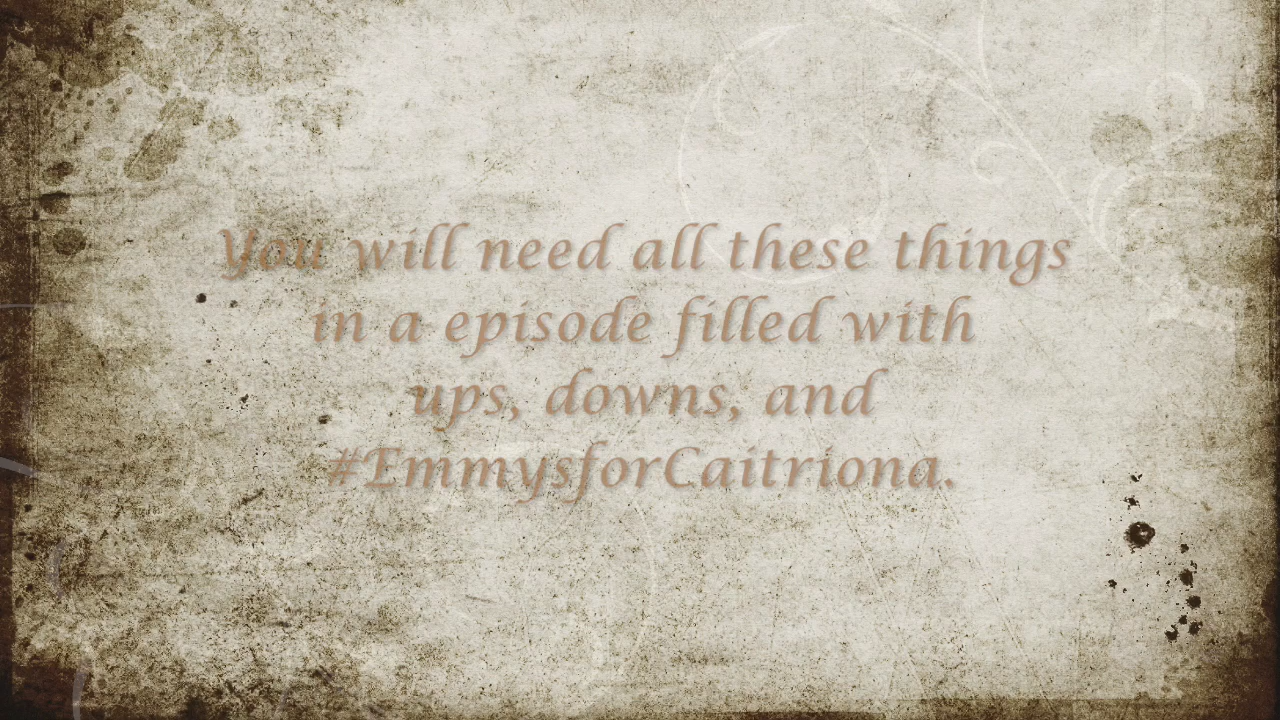 You will need all these things
in a episode filled with
ups, downs, and
#EmmysforCaitriona.